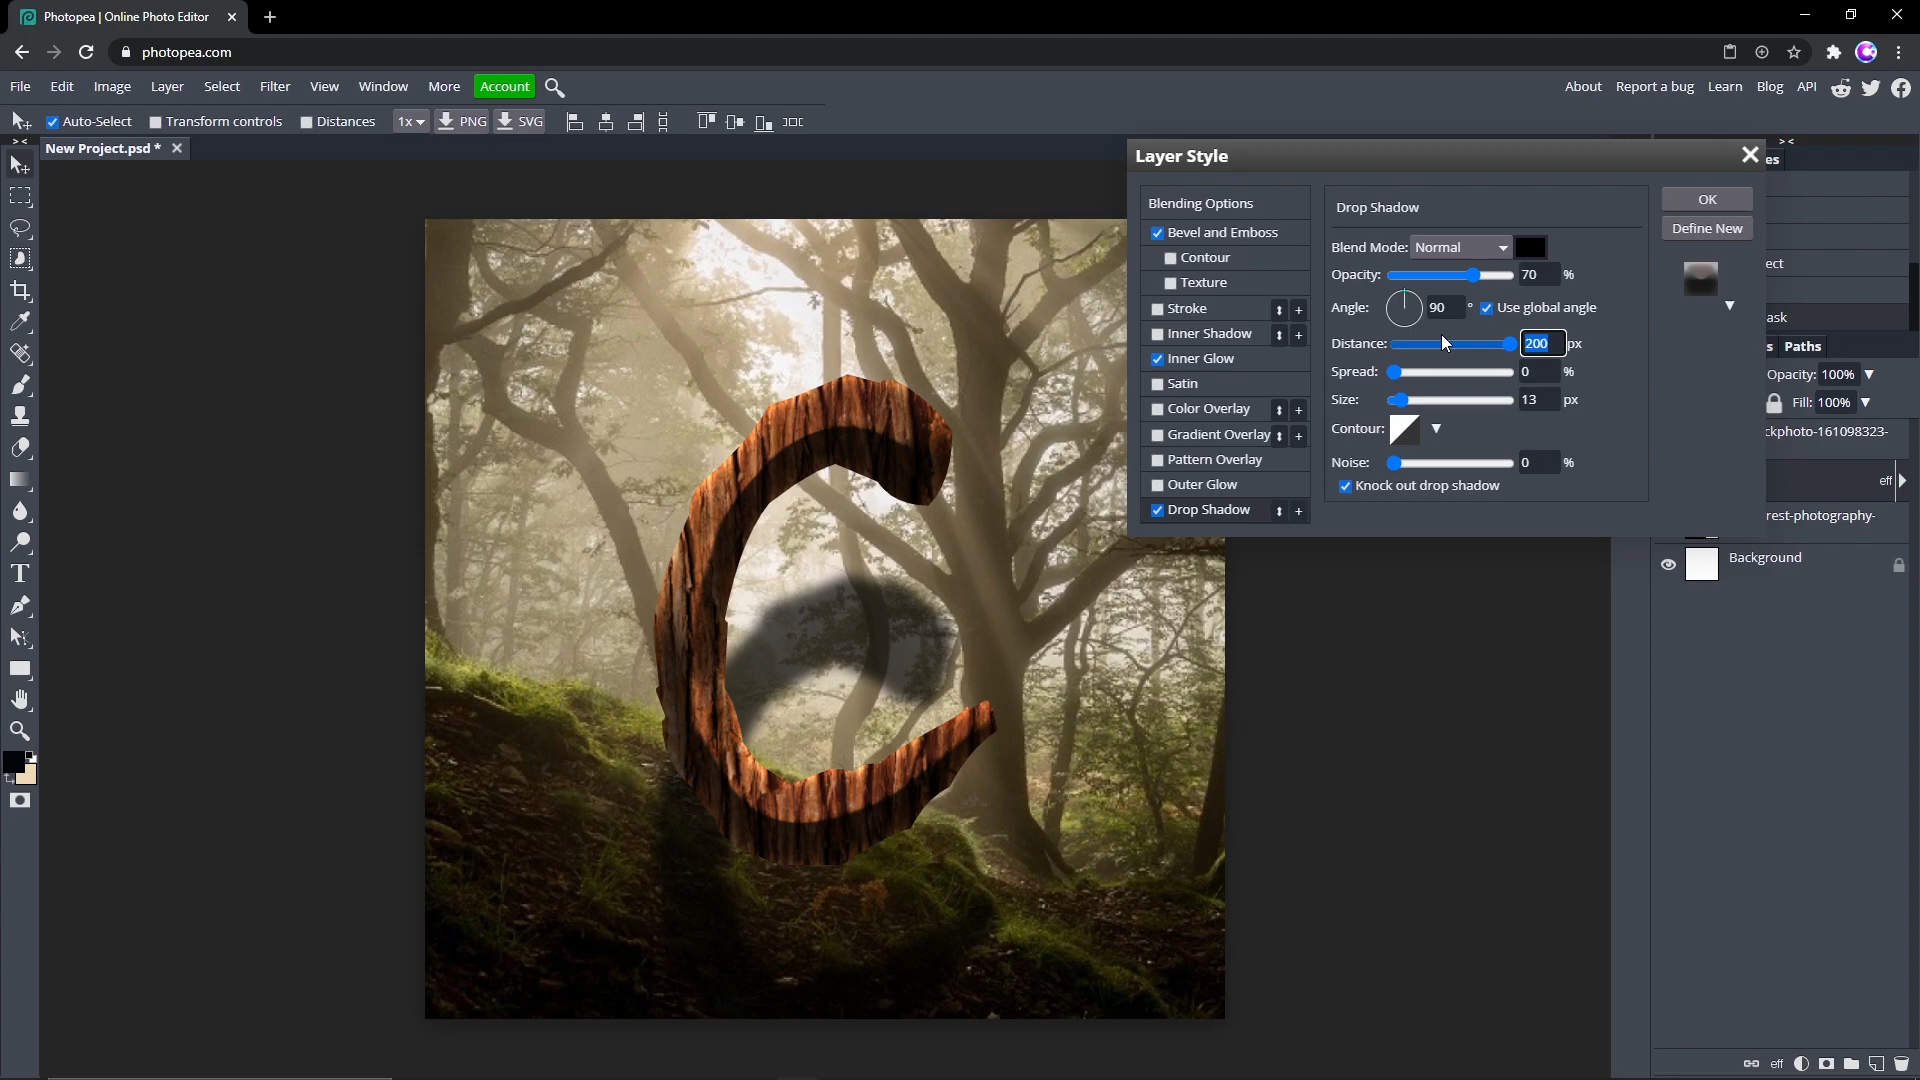 Photopea | Online Photo Editor
photopea.com
File Edit Image Layer Select Filter View Window More Account
About Report a bug Learn Blog API
Auto-Select Transform controls Distances 1x PNG SVG
New Project.psd *
Layer Style
es
Blending Options
Bevel and Emboss
Contour
Texture
Stroke
Inner Shadow
Inner Glow
Satin
Color Overlay
Gradient Overlay
Pattern Overlay
Outer Glow
Drop Shadow
Drop Shadow
Blend Mode: Normal
Opacity: 70 %
Angle: 90 ° Use global angle
Distance: 200 px
Spread: 0 %
Size: 13 px
Contour:
Noise: 0 %
Knock out drop shadow
OK
Define New
ect
ask
s Paths
Opacity: 100%
Fill: 100%
ckphoto-161098323-
eff
rest-photography-
Background
T
eff